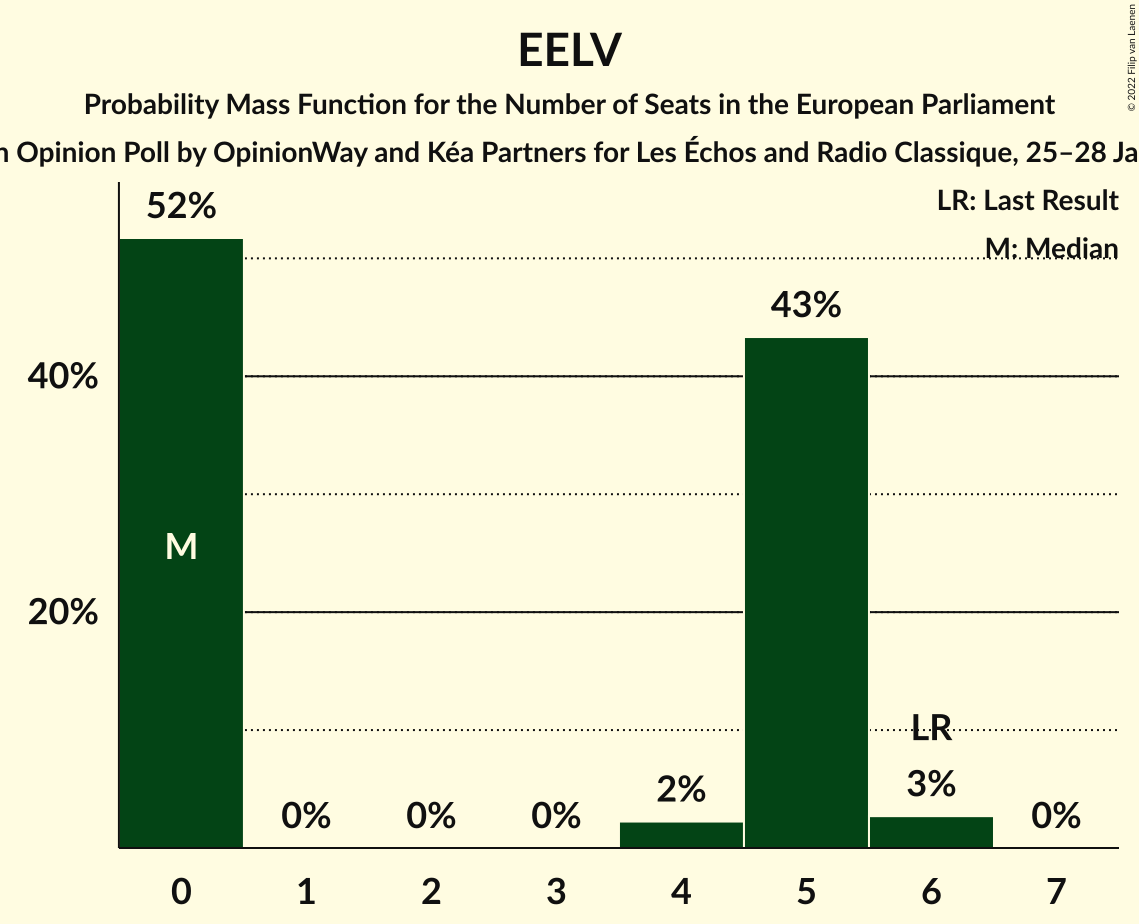 EELV
Probability Mass Function for the Number of Seats in the European Parliament
n Opinion Poll by OpinionWay and Kéa Partners for Les Échos and Radio Classique, 25–28 Ja
LR: Last Result
M: Median
52%
43%
40%
M
20%
LR
2%
3%
0%
0%
0%
0%
0 1 2 3 4 5 6 7
© 2022 Filip van Laenen